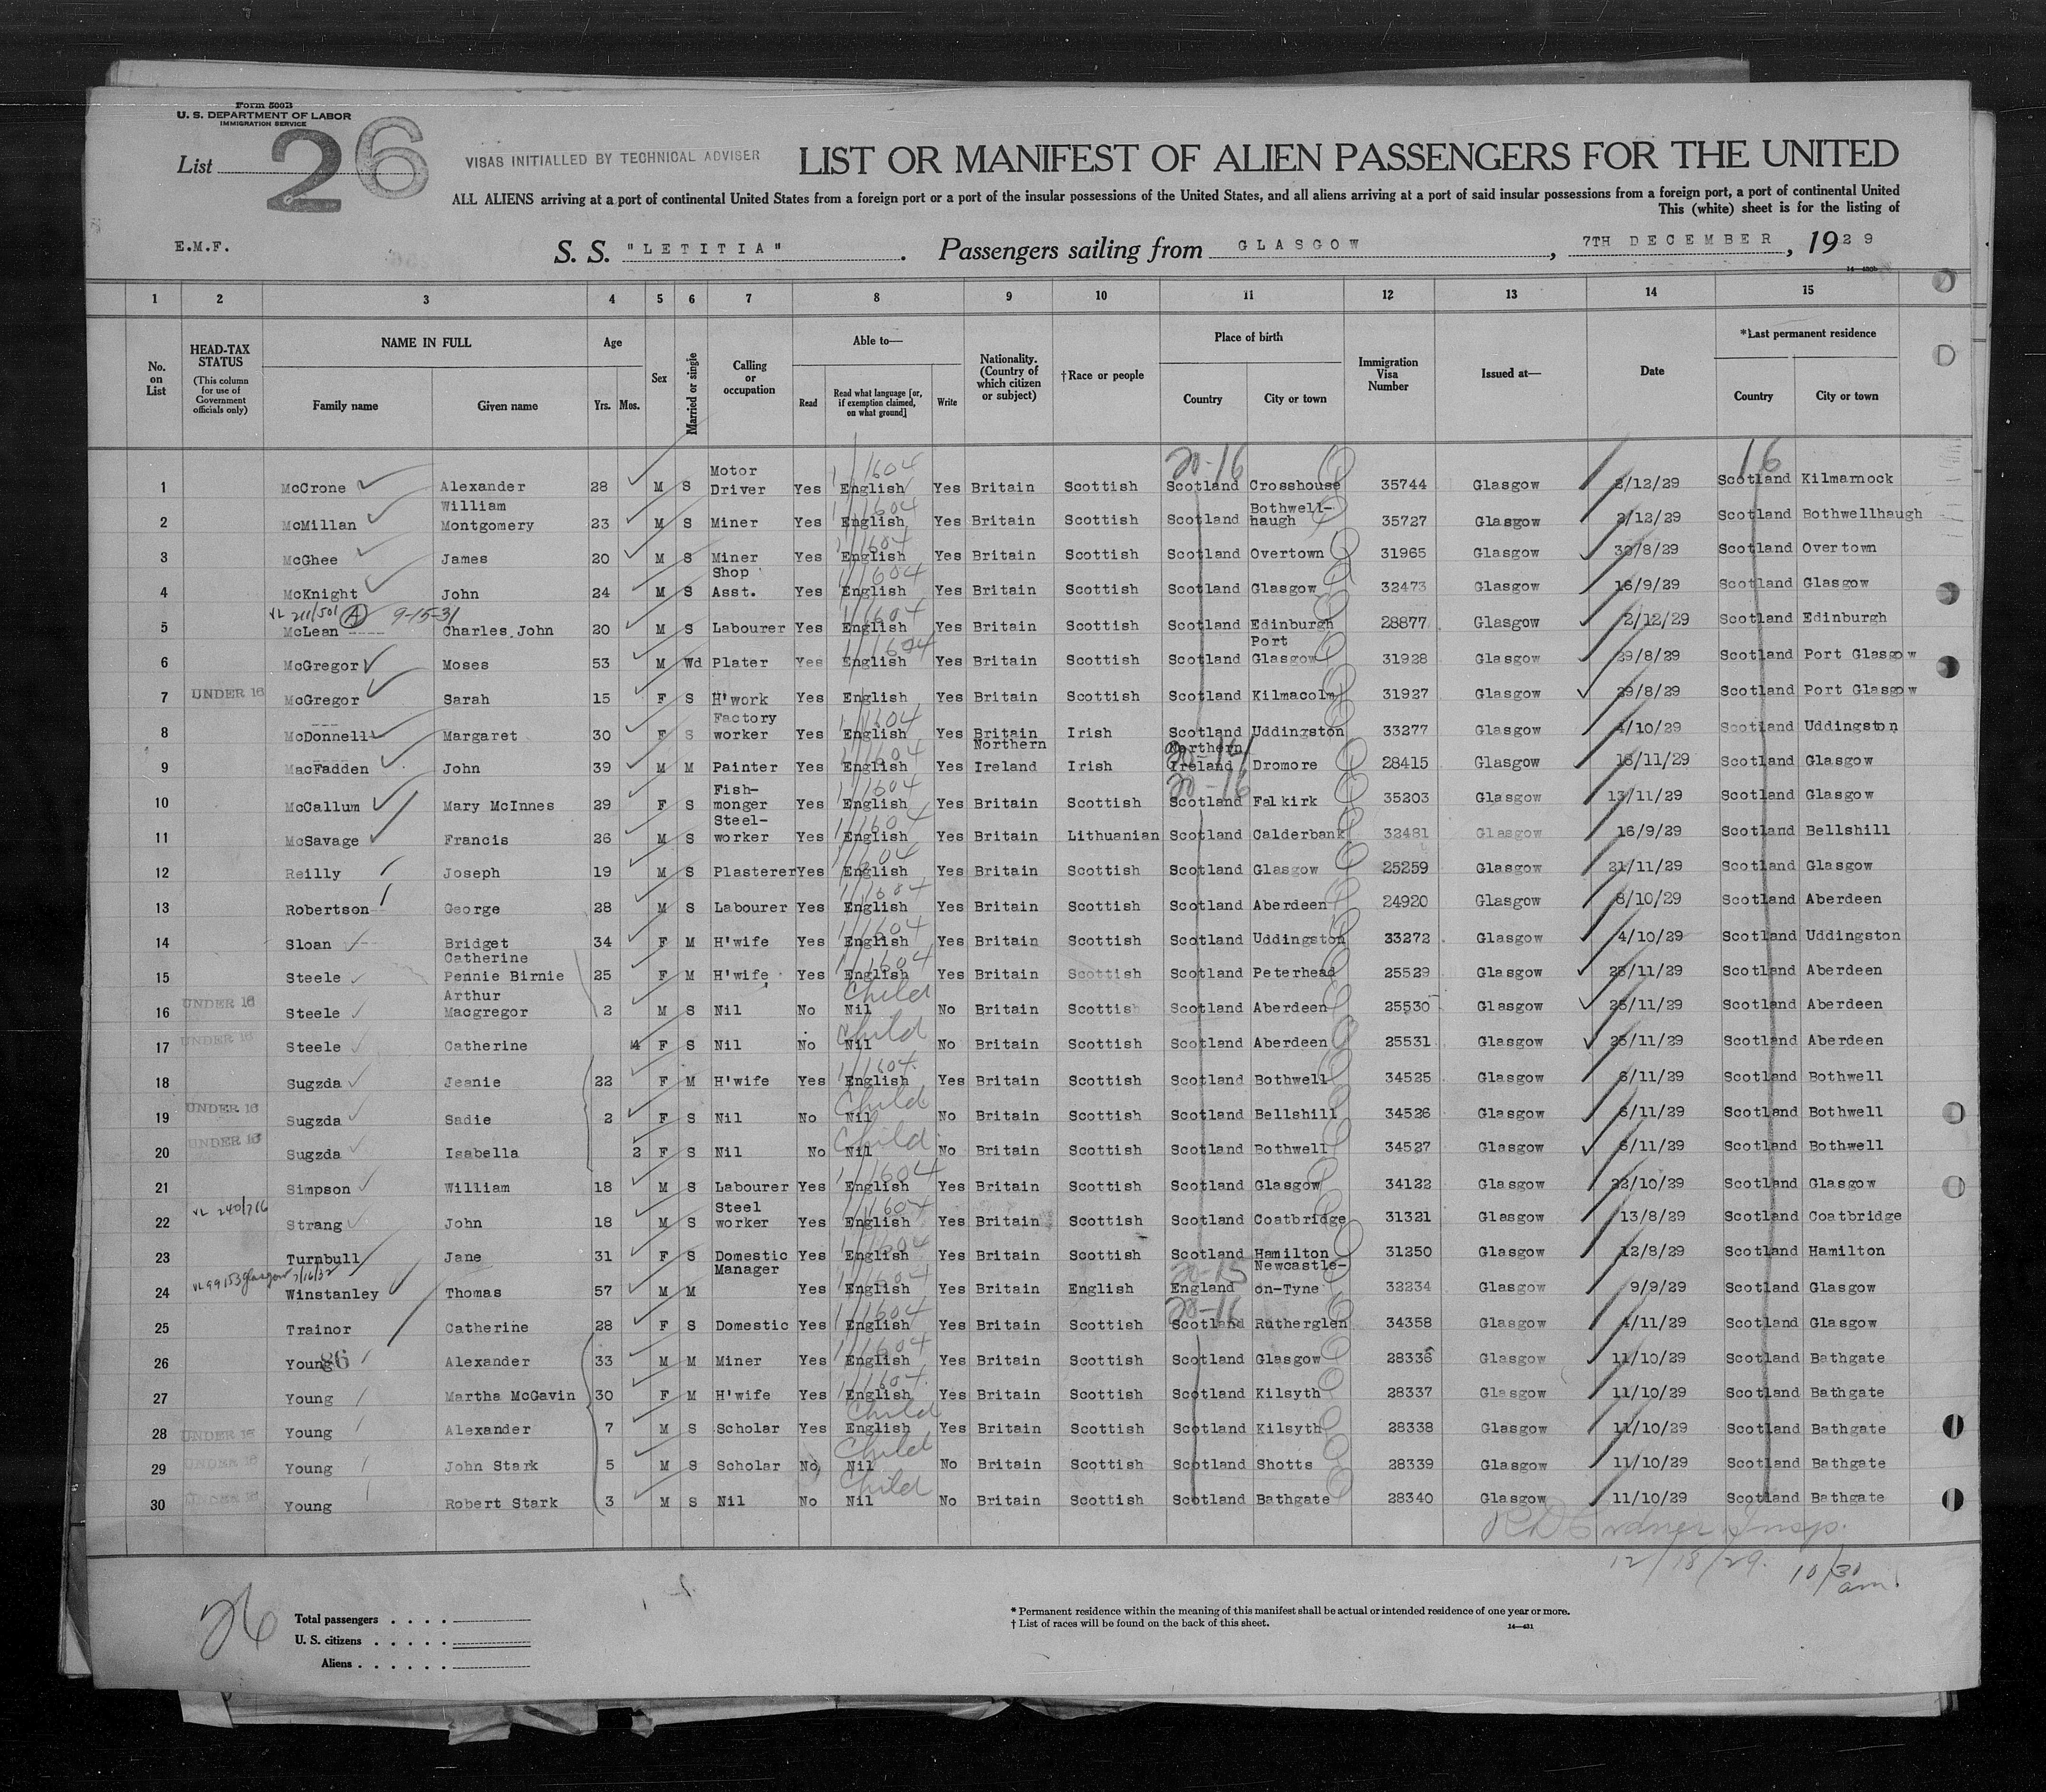 Form 500B
U. S. DEPARTMENT OF LABOR
IMMIGRATION SERVICE
List 26
VISAS INITIALLED BY TECHNICAL ADVISER
LIST OR MANIFEST OF ALIEN PASSENGERS FOR THE UNITED
ALL ALIENS arriving at a port of continental United States from a foreign port or a port of the insular possessions of the United States, and all aliens arriving at a port of said insular possessions from a foreign port, a port of continental United
This (white) sheet is for the listing of
E.M.F.
S. S. "LETITIA". Passengers sailing from GLASGOW, 7TH DECEMBER, 1929
1 2 3 4 5 6 7 8 9 10 11 12 13 14 15
No. on List
HEAD-TAX STATUS
(This column for use of Government officials only)
NAME IN FULL
Family name Given name
Age
Yrs. Mos.
Sex
Married or single
Calling or occupation
Able to—
Read
Read what language [or, if exemption claimed, on what ground]
Write
Nationality. (Country of which citizen or subject)
†Race or people
Place of birth
Country City or town
Immigration Visa Number
Issued at—
Date
*Last permanent residence
Country City or town
20-16 16
1 McCrone Alexander 28 M S Motor Driver Yes English Yes Britain Scottish Scotland Crosshouse 35744 Glasgow 2/12/29 Scotland Kilmarnock
2 McMillan William Montgomery 23 M S Miner Yes English Yes Britain Scottish Scotland Bothwell-haugh 35727 Glasgow 2/12/29 Scotland Bothwellhaugh
3 McGhee James 20 M S Miner Yes English Yes Britain Scottish Scotland Overtown 31965 Glasgow 30/8/29 Scotland Overtown
4 McKnight John 24 M S Shop Asst. Yes English Yes Britain Scottish Scotland Glasgow 32473 Glasgow 16/9/29 Scotland Glasgow
VL 211/501 (A) 9-15-31
5 McLean Charles John 20 M S Labourer Yes English Yes Britain Scottish Scotland Edinburgh 28877 Glasgow 2/12/29 Scotland Edinburgh
6 McGregor Moses 53 M Wd Plater Yes English Yes Britain Scottish Scotland Port Glasgow 31928 Glasgow 29/8/29 Scotland Port Glasgow
7 UNDER 16 McGregor Sarah 15 F S H'work Yes English Yes Britain Scottish Scotland Kilmacolm 31927 Glasgow 29/8/29 Scotland Port Glasgow
8 McDonnell Margaret 30 F S Factory worker Yes English Yes Britain Irish Scotland Uddingston 33277 Glasgow 4/10/29 Scotland Uddingston
9 MacFadden John 39 M M Painter Yes English Yes Northern Ireland Irish Northern Ireland Dromore 28415 Glasgow 18/11/29 Scotland Glasgow
20-16
10 McCallum Mary McInnes 29 F S Fish-monger Yes English Yes Britain Scottish Scotland Falkirk 35203 Glasgow 13/11/29 Scotland Glasgow
11 McSavage Francis 26 M S Steel-worker Yes English Yes Britain Lithuanian Scotland Calderbank 32481 Glasgow 16/9/29 Scotland Bellshill
12 Reilly Joseph 19 M S Plasterer Yes English Yes Britain Scottish Scotland Glasgow 25259 Glasgow 21/11/29 Scotland Glasgow
13 Robertson George 28 M S Labourer Yes English Yes Britain Scottish Scotland Aberdeen 24920 Glasgow 8/10/29 Scotland Aberdeen
14 Sloan Bridget 34 F M H'wife Yes English Yes Britain Scottish Scotland Uddingston 33272 Glasgow 4/10/29 Scotland Uddingston
15 Steele Catherine Pennie Birnie 25 F M H'wife Yes English Yes Britain Scottish Scotland Peterhead 25529 Glasgow 25/11/29 Scotland Aberdeen
16 UNDER 16 Steele Arthur Macgregor 2 M S Nil No Nil Child No Britain Scottish Scotland Aberdeen 25530 Glasgow 25/11/29 Scotland Aberdeen
17 UNDER 16 Steele Catherine 4 F S Nil No Nil Child No Britain Scottish Scotland Aberdeen 25531 Glasgow 25/11/29 Scotland Aberdeen
18 Sugzda Jeanie 22 F M H'wife Yes English Yes Britain Scottish Scotland Bothwell 34525 Glasgow 6/11/29 Scotland Bothwell
19 UNDER 16 Sugzda Sadie 2 F S Nil No Nil Child No Britain Scottish Scotland Bellshill 34526 Glasgow 6/11/29 Scotland Bothwell
20 UNDER 16 Sugzda Isabella 2 F S Nil No Nil Child No Britain Scottish Scotland Bothwell 34527 Glasgow 6/11/29 Scotland Bothwell
21 Simpson William 18 M S Labourer Yes English Yes Britain Scottish Scotland Glasgow 34122 Glasgow 22/10/29 Scotland Glasgow
VL 240/716
22 Strang John 18 M S Steel worker Yes English Yes Britain Scottish Scotland Coatbridge 31321 Glasgow 13/8/29 Scotland Coatbridge
23 Turnbull Jane 31 F S Domestic Yes English Yes Britain Scottish Scotland Hamilton 31250 Glasgow 12/8/29 Scotland Hamilton
VL 99153 Glasgow 7/16/32 20-15
24 Winstanley Thomas 57 M M Manager Yes English Yes Britain English England Newcastle-on-Tyne 32234 Glasgow 9/9/29 Scotland Glasgow
20-16
25 Trainor Catherine 28 F S Domestic Yes English Yes Britain Scottish Scotland Rutherglen 34358 Glasgow 4/11/29 Scotland Glasgow
26 Young 86 Alexander 33 M M Miner Yes English Yes Britain Scottish Scotland Glasgow 28336 Glasgow 11/10/29 Scotland Bathgate
27 Young Martha McGavin 30 F M H'wife Yes English Yes Britain Scottish Scotland Kilsyth 28337 Glasgow 11/10/29 Scotland Bathgate
28 UNDER 16 Young Alexander 7 M S Scholar Yes English Child Yes Britain Scottish Scotland Kilsyth 28338 Glasgow 11/10/29 Scotland Bathgate
29 UNDER 16 Young John Stark 5 M S Scholar No Nil Child No Britain Scottish Scotland Shotts 28339 Glasgow 11/10/29 Scotland Bathgate
30 UNDER 16 Young Robert Stark 3 M S Nil No Nil Child No Britain Scottish Scotland Bathgate 28340 Glasgow 11/10/29 Scotland Bathgate
Insp.
12/18/29. 10/30 am.
26
Total passengers
U. S. citizens
Aliens
* Permanent residence within the meaning of this manifest shall be actual or intended residence of one year or more.
† List of races will be found on the back of this sheet.
14—431